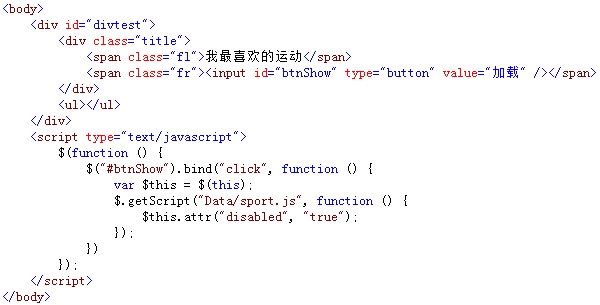 <body>
    <div id="divtest">
        <div class="title">
            <span class="fl">我最喜欢的运动</span>
            <span class="fr"><input id="btnShow" type="button" value="加载" /></span>
        </div>
        <ul></ul>
    </div>
    <script type="text/javascript">
        $(function () {
            $("#btnShow").bind("click", function () {
                var $this = $(this);
                $.getScript("Data/sport.js", function () {
                    $this.attr("disabled", "true");
                });
            })
        });
    </script>
</body>